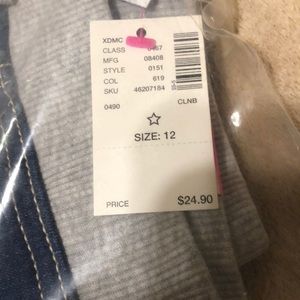 XDMC
CLASS 0467
MFG 08408
STYLE 0151
COL 619
SKU 46207184
0490 CLNB
SIZE: 12
PRICE $24.90